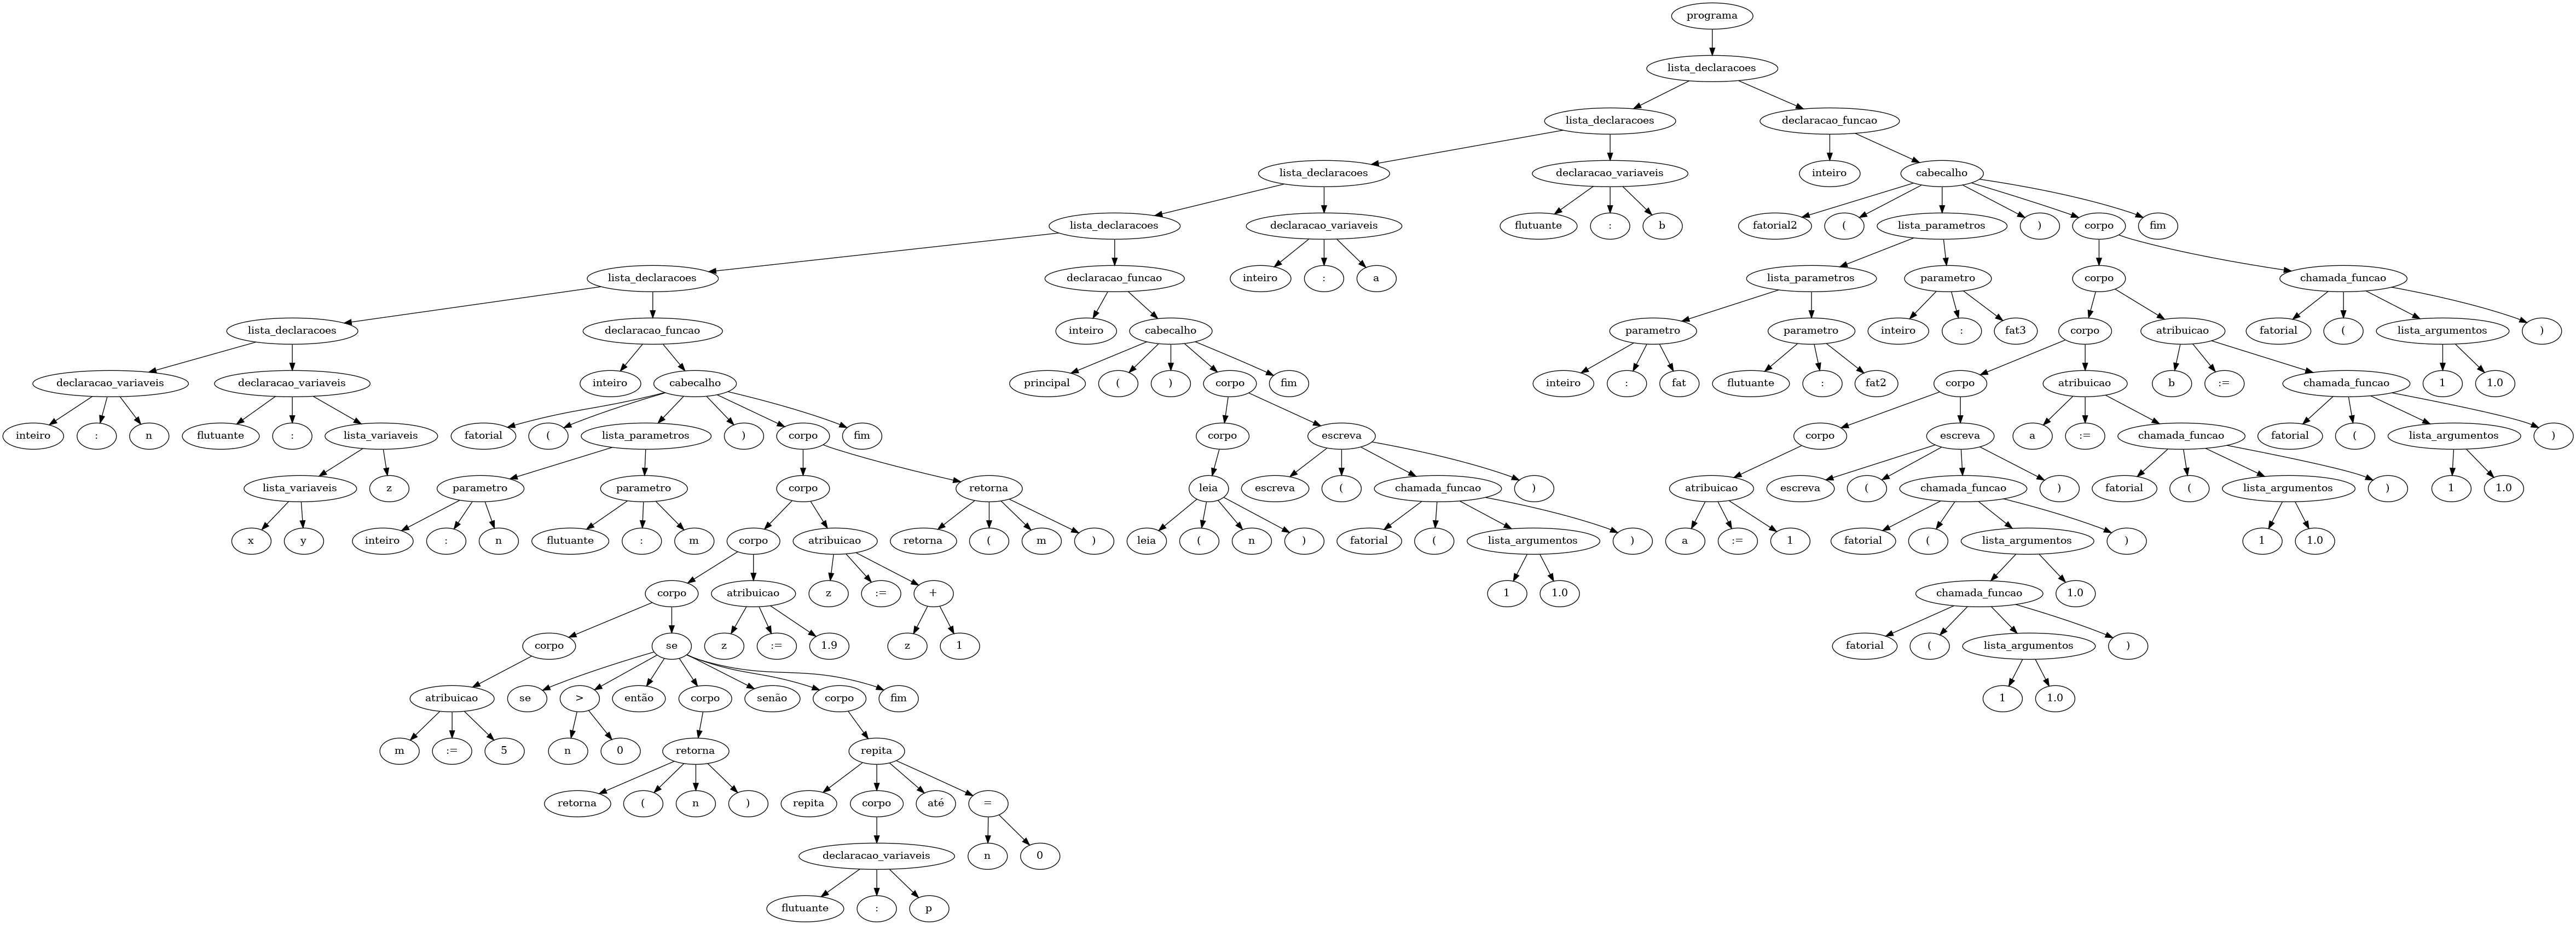 programa
lista_declaracoes
lista_declaracoes declaracao_funcao
lista_declaracoes declaracao_variaveis inteiro cabecalho
lista_declaracoes declaracao_variaveis flutuante : b fatorial2 ( lista_parametros ) corpo fim
lista_declaracoes declaracao_funcao inteiro : a lista_parametros parametro corpo chamada_funcao
lista_declaracoes declaracao_funcao inteiro cabecalho parametro parametro inteiro : fat3 corpo atribuicao fatorial ( lista_argumentos )
declaracao_variaveis declaracao_variaveis inteiro cabecalho principal ( ) corpo fim inteiro : fat flutuante : fat2 corpo atribuicao b := chamada_funcao 1 1.0
inteiro : n flutuante : lista_variaveis fatorial ( lista_parametros ) corpo fim corpo escreva corpo escreva a := chamada_funcao fatorial ( lista_argumentos )
lista_variaveis z parametro parametro corpo retorna leia escreva ( chamada_funcao ) atribuicao escreva ( chamada_funcao ) fatorial ( lista_argumentos ) 1 1.0
x y inteiro : n flutuante : m corpo atribuicao retorna ( m ) leia ( n ) fatorial ( lista_argumentos ) a := 1 fatorial ( lista_argumentos ) 1 1.0
corpo atribuicao z := + 1 1.0 chamada_funcao 1.0
corpo se z := 1.9 z 1 fatorial ( lista_argumentos )
atribuicao se > então corpo senão corpo fim 1 1.0
m := 5 n 0 retorna repita
retorna ( n ) repita corpo até =
declaracao_variaveis n 0
flutuante : p